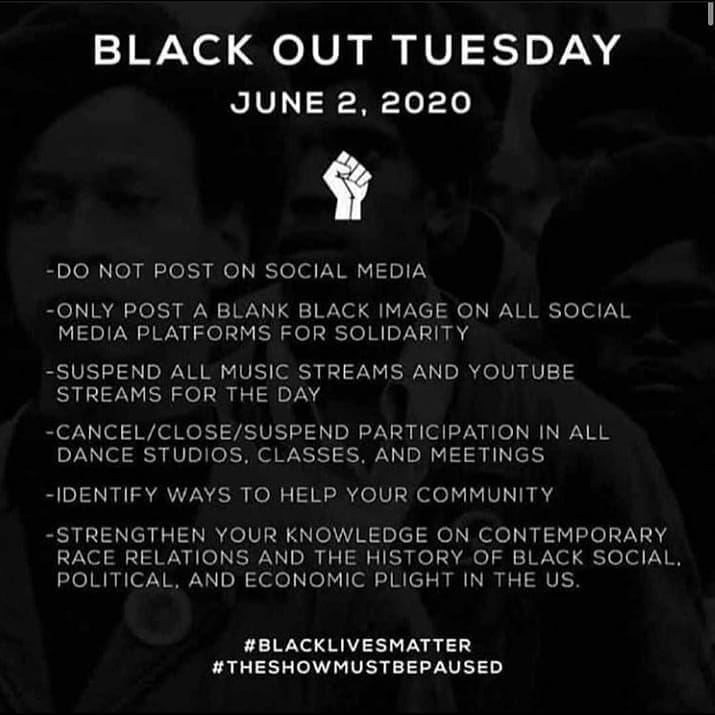 BLACK OUT TUESDAY
JUNE 2, 2020
-DO NOT POST ON SOCIAL MEDIA
-ONLY POST A BLANK BLACK IMAGE ON ALL SOCIAL
MEDIA PLATFORMS FOR SOLIDARITY
-SUSPEND ALL MUSIC STREAMS AND YOUTUBE
STREAMS FOR THE DAY
-CANCEL/CLOSE/SUSPEND PARTICIPATION IN ALL
DANCE STUDIOS, CLASSES, AND MEETINGS
-IDENTIFY WAYS TO HELP YOUR COMMUNITY
-STRENGTHEN YOUR KNOWLEDGE ON CONTEMPORARY
RACE RELATIONS AND THE HISTORY OF BLACK SOCIAL,
POLITICAL, AND ECONOMIC PLIGHT IN THE US.
#BLACKLIVESMATTER
#THESHOWMUSTBEPAUSED